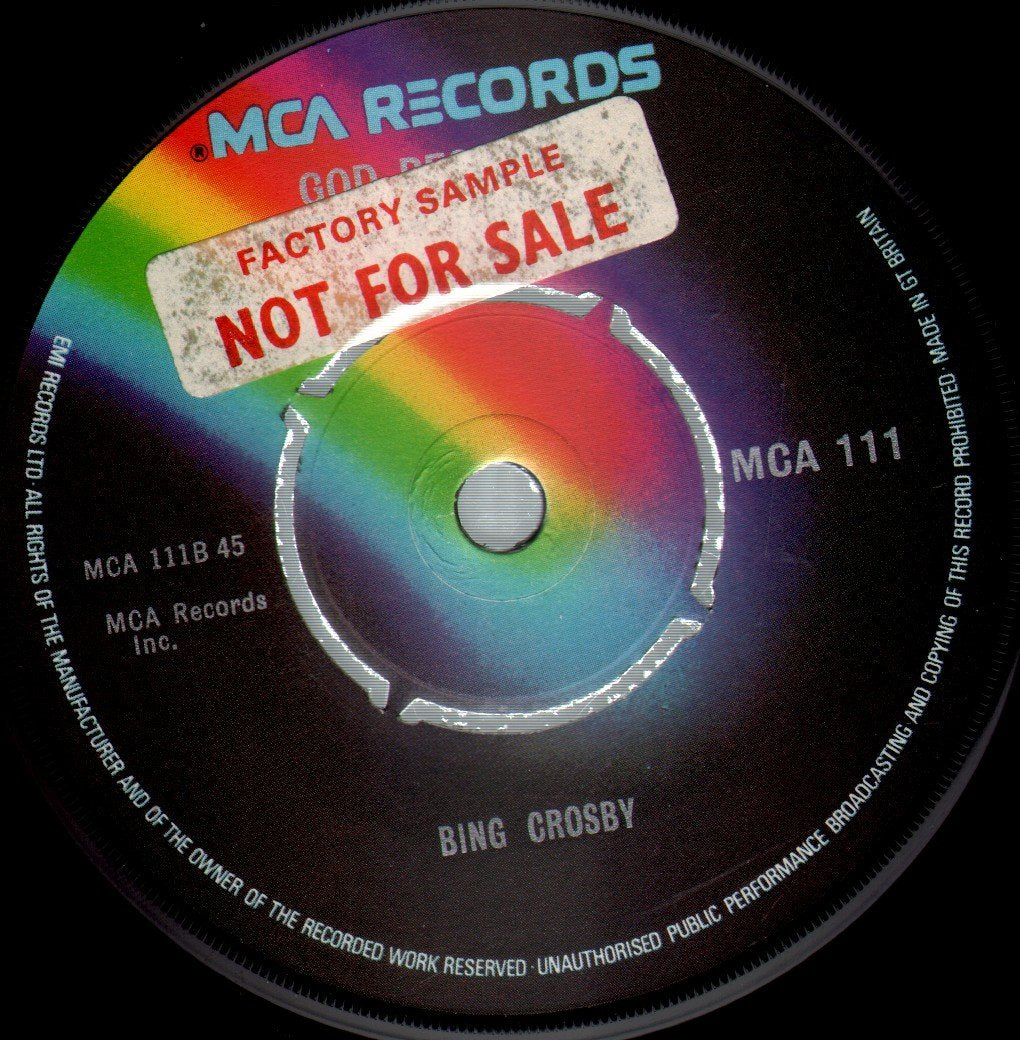 MCA RECORDS
®
GOD
FACTORY SAMPLE
NOT FOR SALE
MCA 111
MCA 111B 45
MCA Records
Inc.
BING CROSBY
EMI RECORDS LTD · ALL RIGHTS OF THE MANUFACTURER AND OF THE OWNER OF THE RECORDED WORK RESERVED · UNAUTHORISED PUBLIC PERFORMANCE BROADCASTING AND COPYING OF THIS RECORD PROHIBITED · MADE IN GT BRITAIN